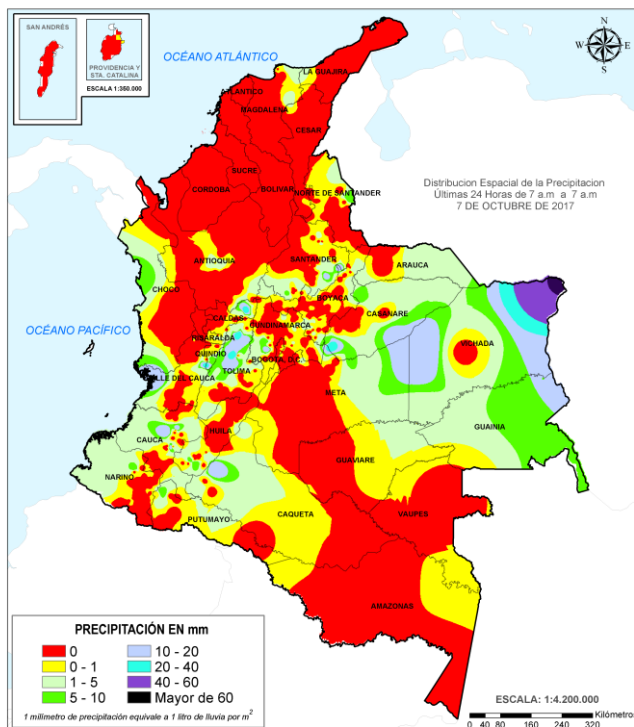 SAN ANDRÉS
PROVIDENCIA Y
STA. CATALINA
ESCALA 1:350.000
OCÉANO ATLÁNTICO
N
W
E
S
LA GUAJIRA
ATLANTICO
MAGDALENA
CESAR
SUCRE
CORDOBA
BOLIVAR
NORTE DE SANTANDER
Distribucion Espacial de la Precipitacion
Últimas 24 Horas de 7 a.m a 7 a.m
7 DE OCTUBRE DE 2017
ANTIOQUIA
SANTANDER
ARAUCA
CHOCO
BOYACA
CASANARE
OCÉANO PACÍFICO
CALDAS
CUNDINAMARCA
RISARALDA
VICHADA
QUINDIO
BOGOTA, D.C.
TOLIMA
VALLE DEL CAUCA
META
GUAINIA
CAUCA
HUILA
GUAVIARE
NARIÑO
CAQUETA
VAUPES
PUTUMAYO
AMAZONAS
PRECIPITACIÓN EN mm
0
10 - 20
0 - 1
20 - 40
1 - 5
40 - 60
5 - 10
Mayor de 60
1 milimetro de precipitación equivale a 1 litro de lluvia por m²
ESCALA: 1:4.200.000
Kilómetros
0 40 80 160 240 320